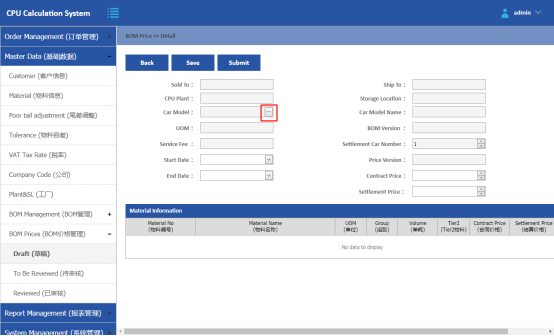 CPU Calculation System
admin
Order Management (订单管理)
Master Data (基础数据)
Customer (客户信息)
Material (物料信息)
Poor tail adjustment (尾差调整)
Tolerance (物料容差)
VAT Tax Rate (税率)
Company Code (公司)
Plant&SL (工厂)
BOM Management (BOM管理) +
BOM Prices (BOM价格管理) -
Draft (草稿)
To Be Reviewed (待审核)
Reviewed (已审核)
Report Management (报表管理)
System Management (系统管理)
BOM Price >> Detail
Back Save Submit
Sold To : Ship To :
CPU Plant : Storage Location :
Car Model : ... Car Model Name :
UOM : BOM Version :
Service Fee : Settlement Car Number : 1
Start Date : Price Version :
End Date : Contract Price :
Settlement Price :
Material Information
Material No Material Name UOM Group Volume Tier2 Contract Price Settlement Price
(物料编号) (物料名称) (单位) (组别) (单耗) (Tier2物料) (合同价格) (结算价格)
No data to display